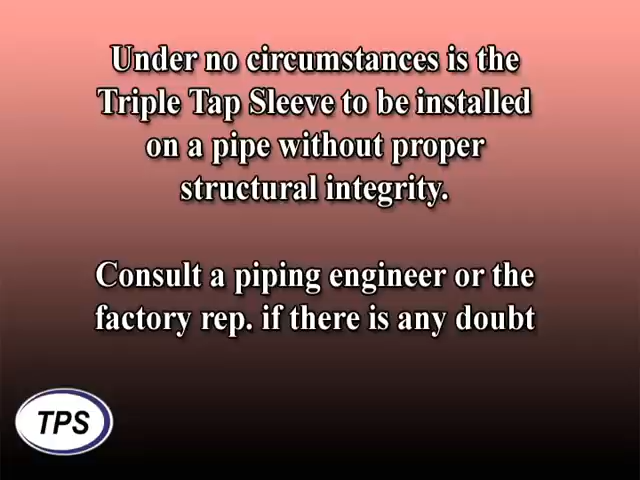 Under no circumstances is the
Triple Tap Sleeve to be installed
on a pipe without proper
structural integrity.
Consult a piping engineer or the
factory rep. if there is any doubt
TPS